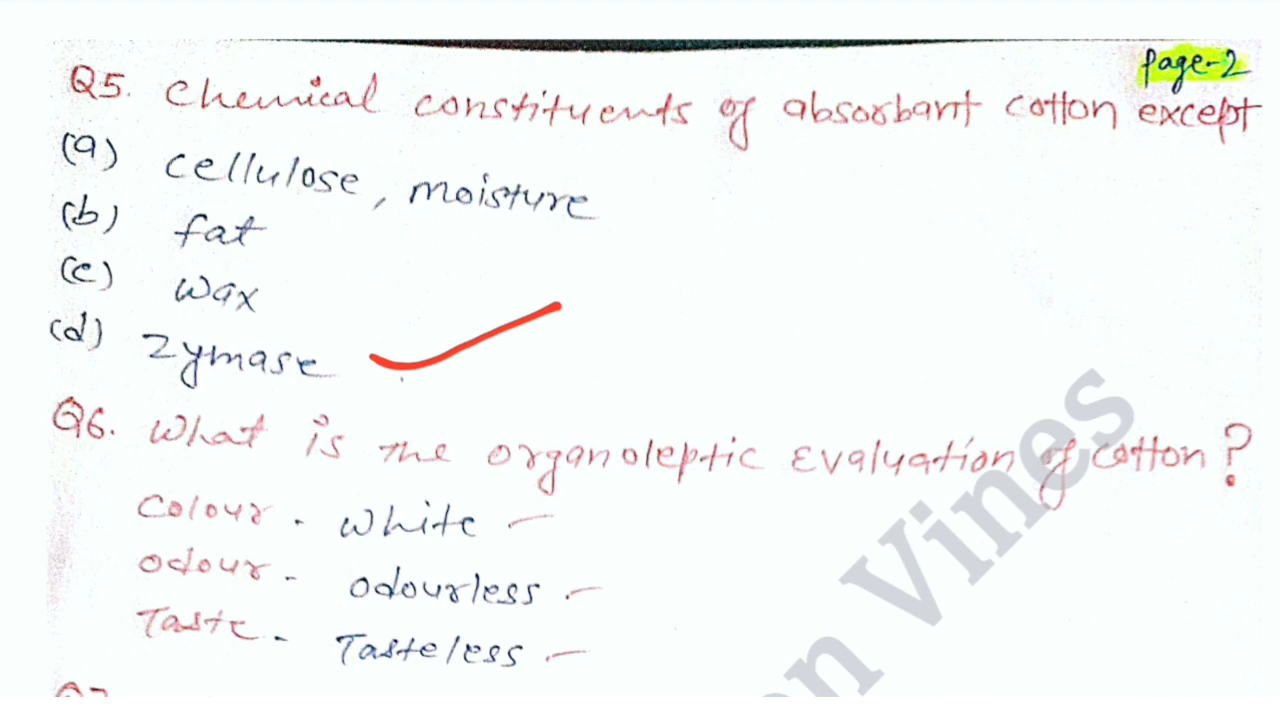 page-2
Q5. Chemical constituents of absorbant cotton except
(a) cellulose, moisture
(b) fat
(c) wax
(d) zymase
Q6. What is the organoleptic evaluation of cotton?
Colour - White -
Odour - Odourless -
Taste - Tasteless -
Vines